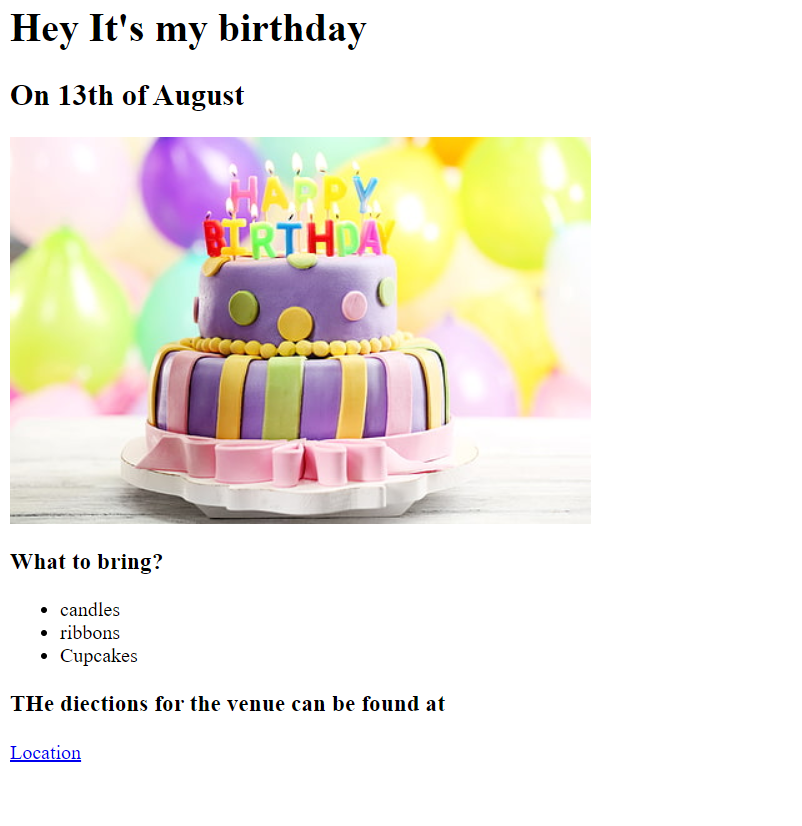 Hey It's my birthday
On 13th of August
HAPPY
BIRTHDAY
What to bring?
candles
ribbons
Cupcakes
THe diections for the venue can be found at
Location